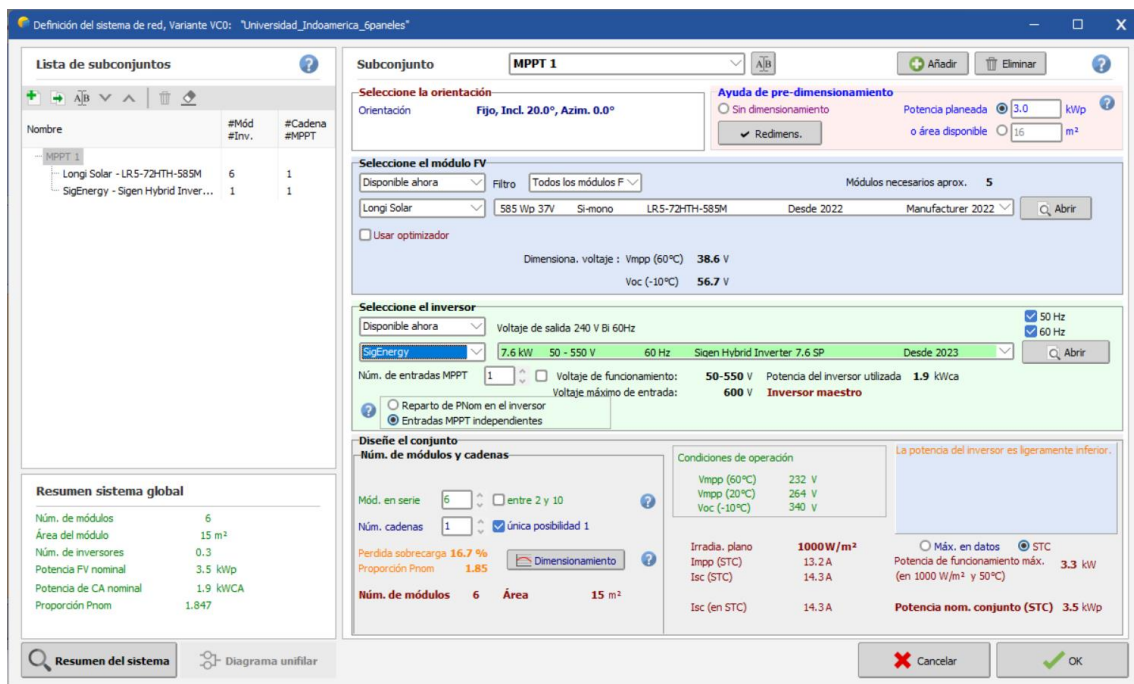 Definición del sistema de red, Variante VC0: "Universidad_Indoamerica_6paneles"
Lista de subconjuntos
Nombre #Mód #Cadena
#Inv. #MPPT
MPPT 1
Longi Solar - LR5-72HTH-585M 6 1
SigEnergy - Sigen Hybrid Inver... 1 1
Resumen sistema global
Núm. de módulos 6
Área del módulo 15 m²
Núm. de inversores 0.3
Potencia FV nominal 3.5 kWp
Potencia de CA nominal 1.9 kWCA
Proporción Pnom 1.847
Resumen del sistema
Diagrama unifilar
Subconjunto MPPT 1 Añadir Eliminar
Seleccione la orientación
Orientación Fijo, Incl. 20.0°, Azim. 0.0°
Ayuda de pre-dimensionamiento
Sin dimensionamiento Potencia planeada 3.0 kWp
Redimens. o área disponible 16 m²
Seleccione el módulo FV
Disponible ahora Filtro Todos los módulos F Módulos necesarios aprox. 5
Longi Solar 585 Wp 37V Si-mono LR5-72HTH-585M Desde 2022 Manufacturer 2022 Abrir
Usar optimizador
Dimensiona. voltaje : Vmpp (60°C) 38.6 V
Voc (-10°C) 56.7 V
Seleccione el inversor
Disponible ahora Voltaje de salida 240 V Bi 60Hz 50 Hz
60 Hz
SigEnergy 7.6 kW 50 - 550 V 60 Hz Sigen Hybrid Inverter 7.6 SP Desde 2023 Abrir
Núm. de entradas MPPT 1 Voltaje de funcionamiento: 50-550 V Potencia del inversor utilizada 1.9 kWca
Voltaje máximo de entrada: 600 V Inversor maestro
Reparto de PNom en el inversor
Entradas MPPT independientes
Diseñe el conjunto
Núm. de módulos y cadenas
Mód. en serie 6 entre 2 y 10
Núm. cadenas 1 única posibilidad 1
Perdida sobrecarga 16.7 %
Proporción Pnom 1.85
Dimensionamiento
Núm. de módulos 6 Área 15 m²
Condiciones de operación
Vmpp (60°C) 232 V
Vmpp (20°C) 264 V
Voc (-10°C) 340 V
La potencia del inversor es ligeramente inferior.
Irradia. plano 1000 W/m²
Impp (STC) 13.2 A
Isc (STC) 14.3 A
Isc (en STC) 14.3 A
Máx. en datos STC
Potencia de funcionamiento máx. 3.3 kW
(en 1000 W/m² y 50°C)
Potencia nom. conjunto (STC) 3.5 kWp
Cancelar
OK